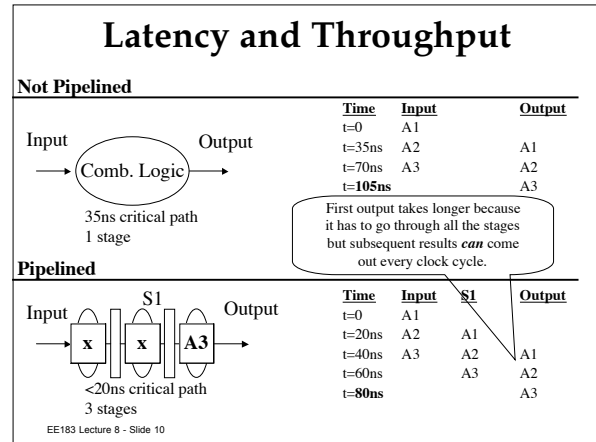 Latency and Throughput
Not Pipelined
Input
Output
Comb. Logic
35ns critical path
1 stage
Time Input Output
t=0 A1
t=35ns A2 A1
t=70ns A3 A2
t=105ns A3
First output takes longer because
it has to go through all the stages
but subsequent results can come
out every clock cycle.
Pipelined
S1
Input
Output
x x A3
<20ns critical path
3 stages
Time Input S1 Output
t=0 A1
t=20ns A2 A1
t=40ns A3 A2 A1
t=60ns A3 A2
t=80ns A3
EE183 Lecture 8 - Slide 10